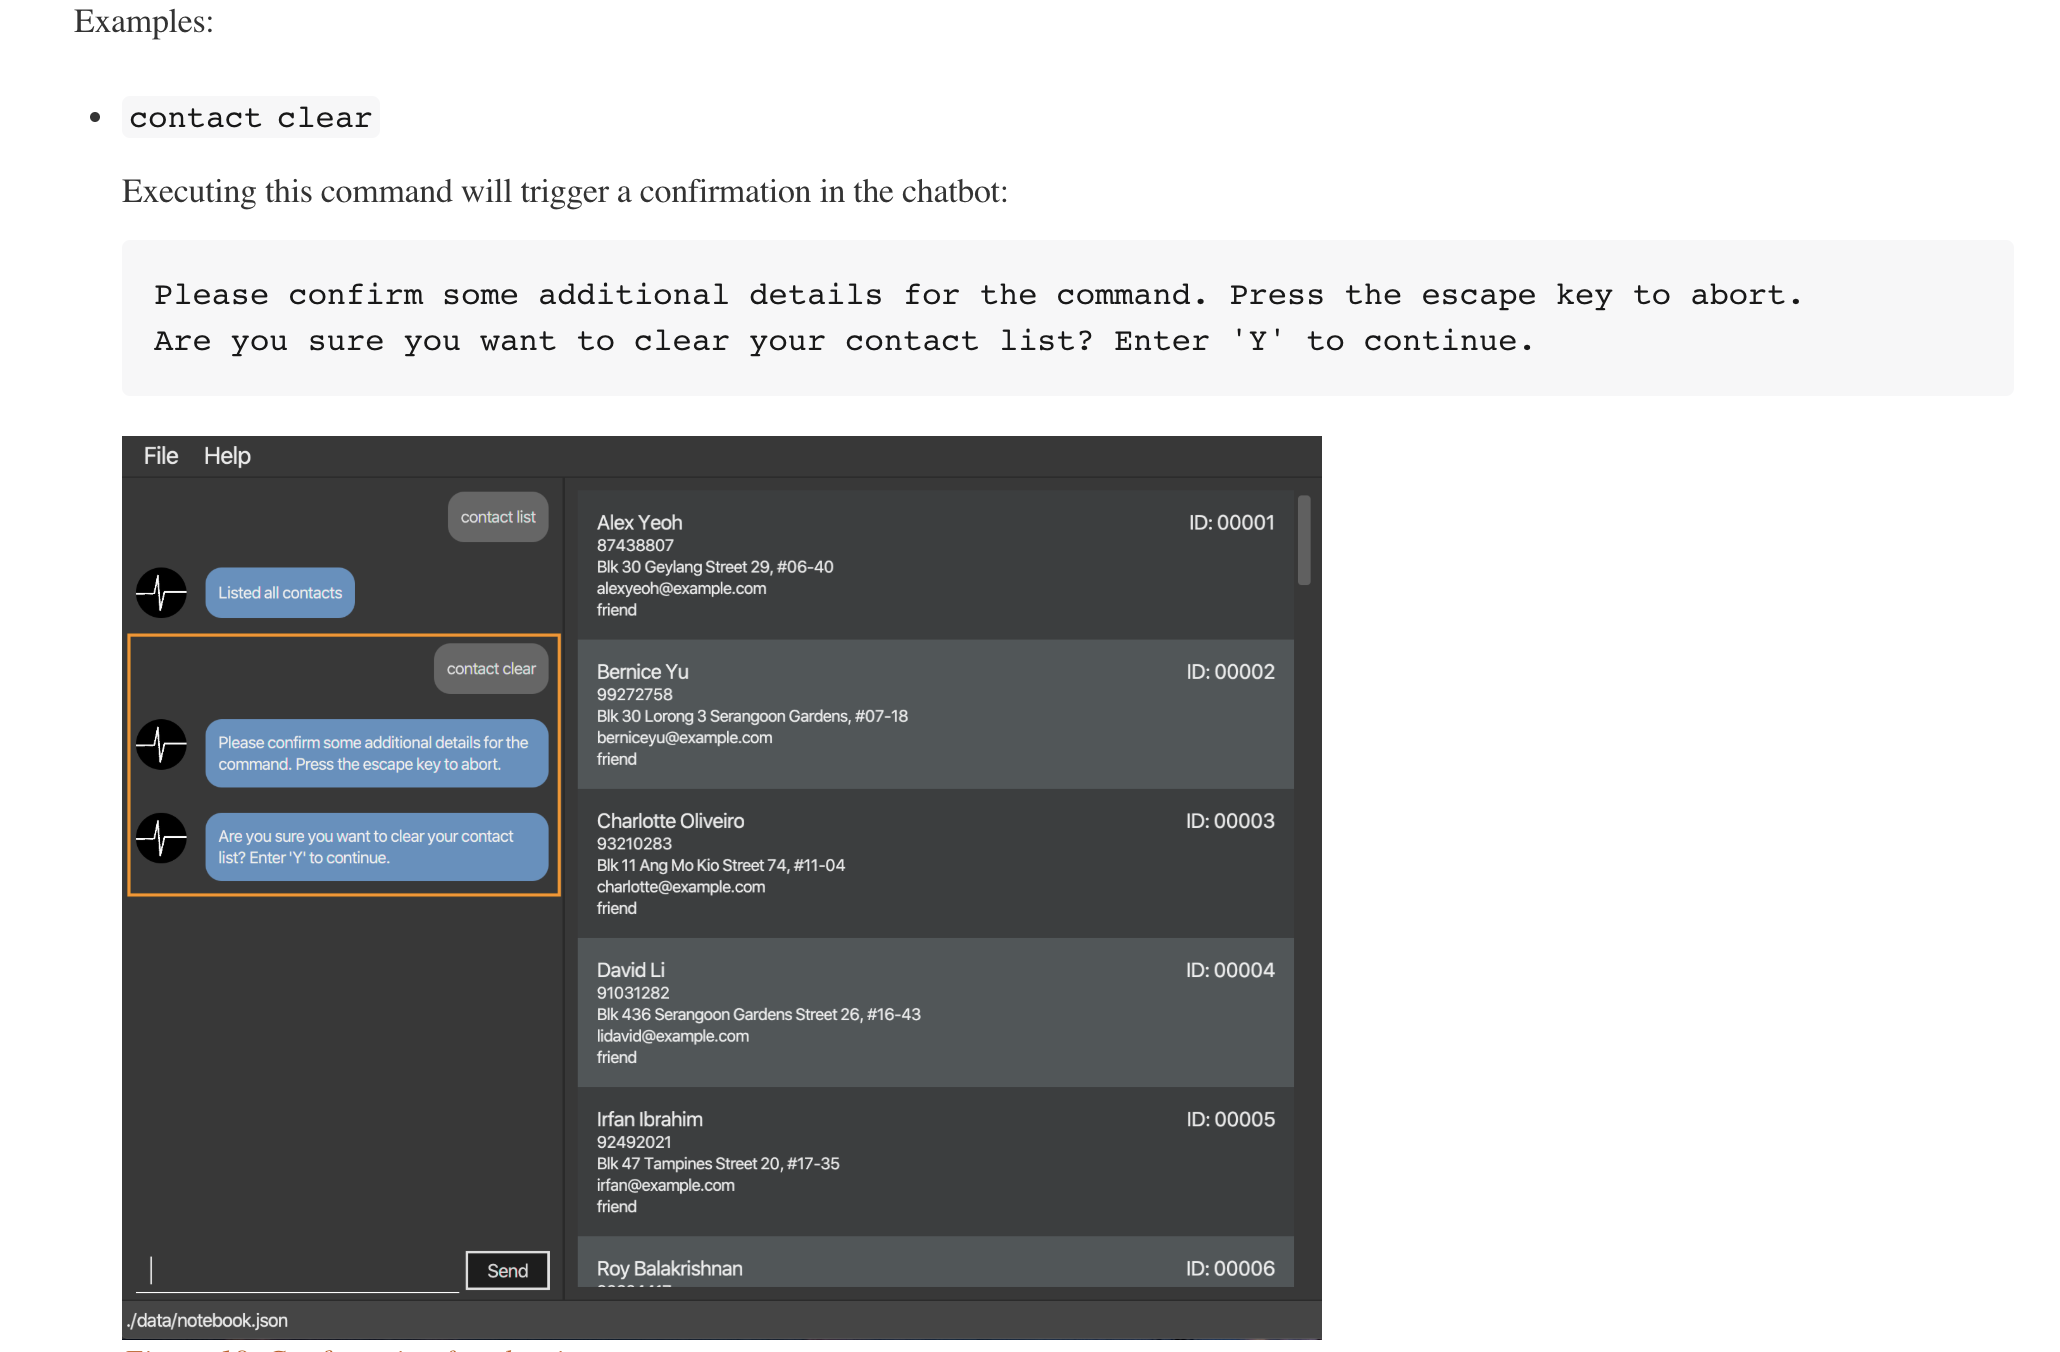 Examples:
contact clear
Executing this command will trigger a confirmation in the chatbot:
Please confirm some additional details for the command. Press the escape key to abort.
Are you sure you want to clear your contact list? Enter 'Y' to continue.
File Help
contact list
Listed all contacts
contact clear
Please confirm some additional details for the
command. Press the escape key to abort.
Are you sure you want to clear your contact
list? Enter 'Y' to continue.
Send
Alex Yeoh ID: 00001
87438807
Blk 30 Geylang Street 29, #06-40
alexyeoh@example.com
friend
Bernice Yu ID: 00002
99272758
Blk 30 Lorong 3 Serangoon Gardens, #07-18
berniceyu@example.com
friend
Charlotte Oliveiro ID: 00003
93210283
Blk 11 Ang Mo Kio Street 74, #11-04
charlotte@example.com
friend
David Li ID: 00004
91031282
Blk 436 Serangoon Gardens Street 26, #16-43
lidavid@example.com
friend
Irfan Ibrahim ID: 00005
92492021
Blk 47 Tampines Street 20, #17-35
irfan@example.com
friend
Roy Balakrishnan ID: 00006
./data/notebook.json